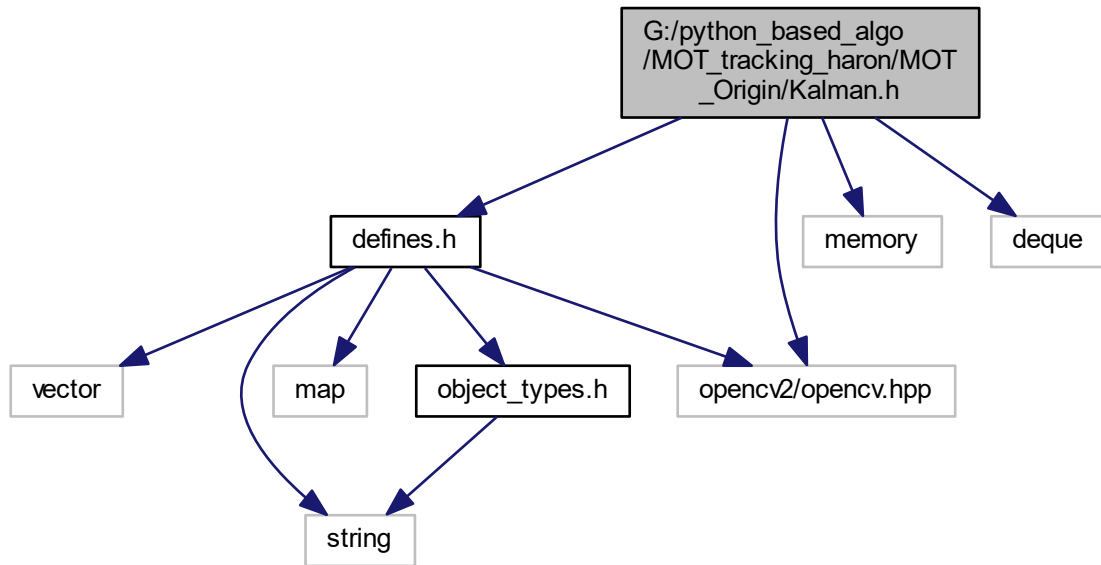 G:/python_based_algo
/MOT_tracking_haron/MOT
_Origin/Kalman.h
defines.h
memory
deque
vector
map
object_types.h
opencv2/opencv.hpp
string